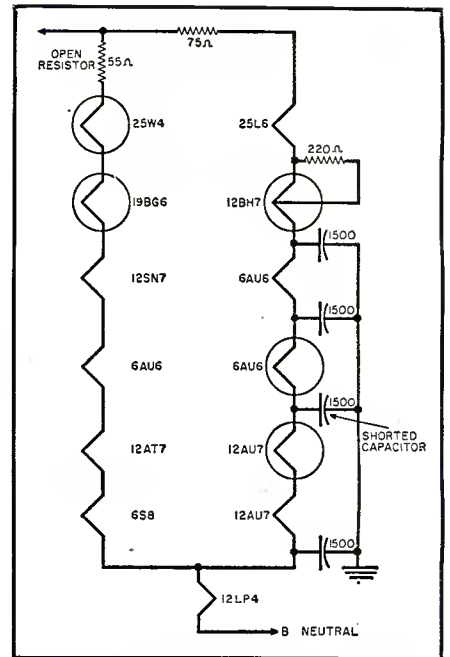 75Ω
OPEN
RESISTOR
55Ω
25W4
25L6
220Ω
19BG6
12BH7
1500
12SN7
6AU6
1500
6AU6
6AU6
1500
SHORTED
CAPACITOR
12AT7
12AU7
6S8
12AU7
1500
12LP4
B NEUTRAL